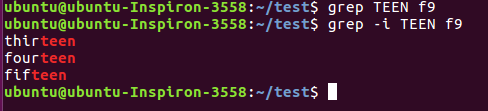 ubuntu@ubuntu-Inspiron-3558:~/test$ grep TEEN f9
ubuntu@ubuntu-Inspiron-3558:~/test$ grep -i TEEN f9
thirteen
fourteen
fifteen
ubuntu@ubuntu-Inspiron-3558:~/test$